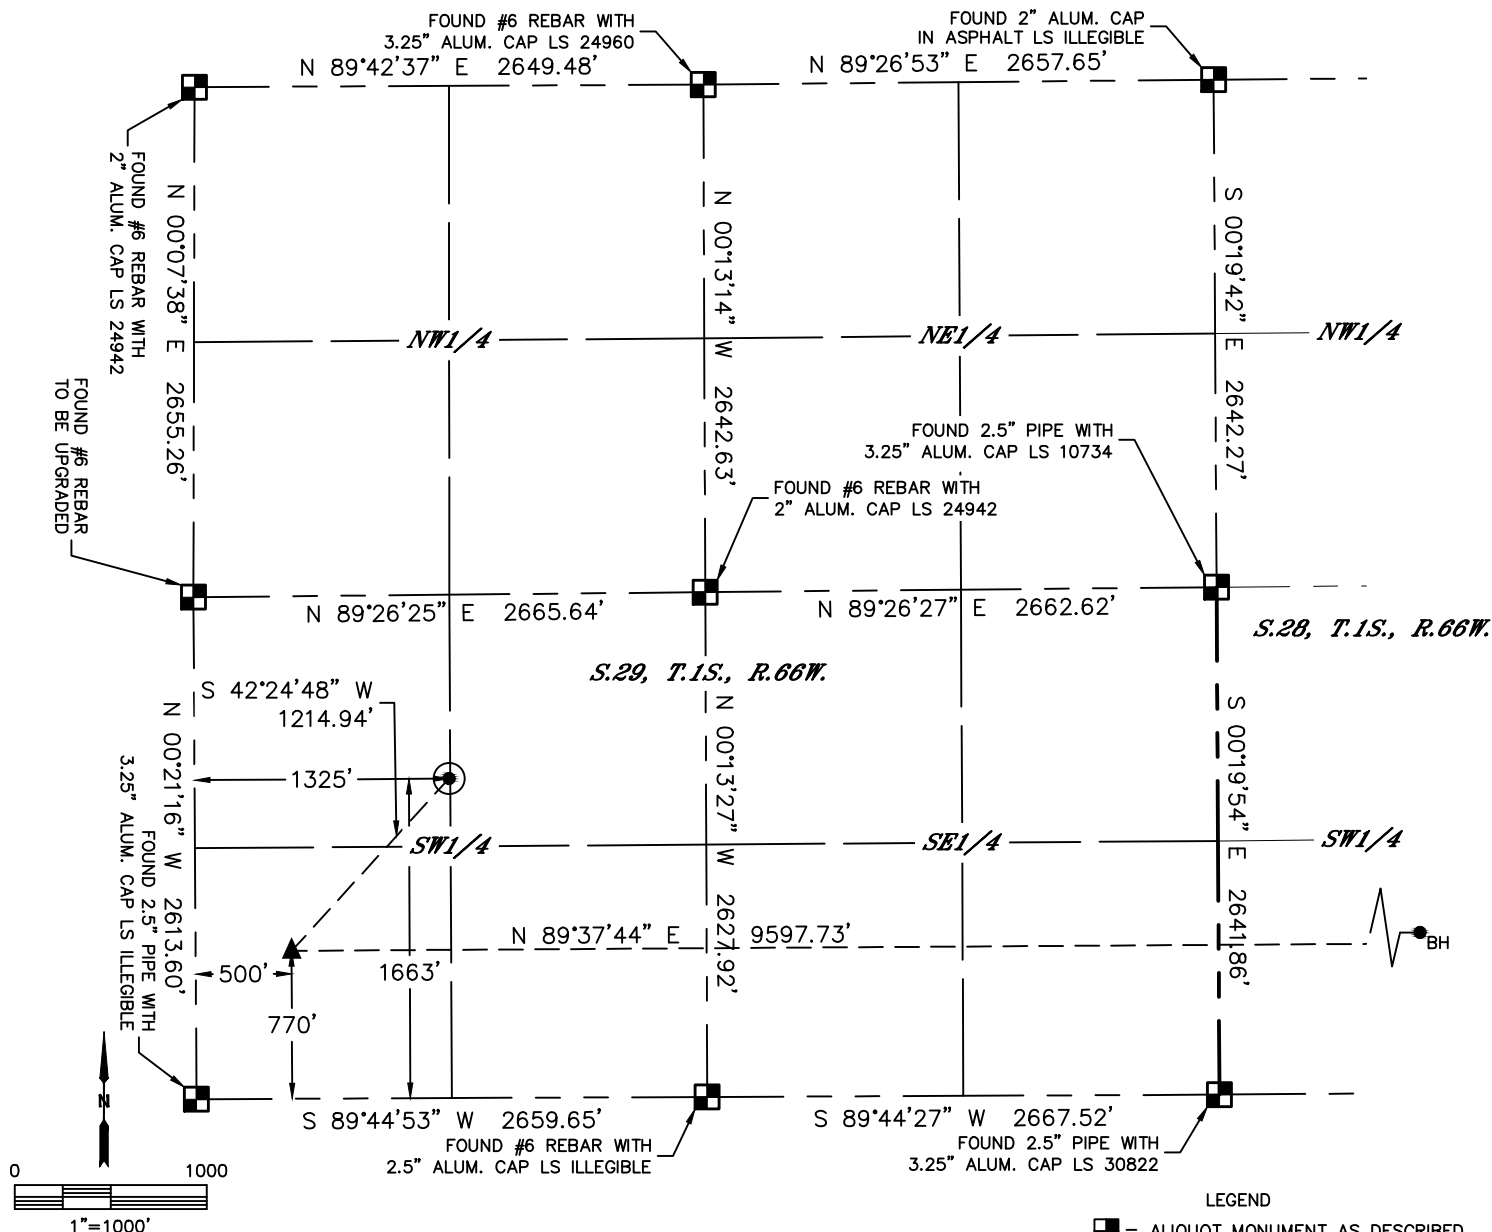 FOUND #6 REBAR WITH
3.25" ALUM. CAP LS 24960
FOUND 2" ALUM. CAP
IN ASPHALT LS ILLEGIBLE
N 89°42'37" E 2649.48'
N 89°26'53" E 2657.65'
FOUND #6 REBAR WITH
2" ALUM. CAP LS 24942
N 00°07'38" E 2655.26'
N 00°13'14" W 2642.63'
S 00°19'42" E 2642.27'
NW1/4
NE1/4
NW1/4
FOUND #6 REBAR
TO BE UPGRADED
FOUND 2.5" PIPE WITH
3.25" ALUM. CAP LS 10734
FOUND #6 REBAR WITH
2" ALUM. CAP LS 24942
N 89°26'25" E 2665.64'
N 89°26'27" E 2662.62'
S.28, T.1S., R.66W.
S.29, T.1S., R.66W.
S 42°24'48" W
1214.94'
N 00°21'16" W 2613.60'
N 00°13'27" W 2627.92'
S 00°19'54" E 2641.86'
1325'
SW1/4
SE1/4
SW1/4
FOUND 2.5" PIPE WITH
3.25" ALUM. CAP LS ILLEGIBLE
N 89°37'44" E 9597.73'
BH
500'
1663'
770'
N
S 89°44'53" W 2659.65'
S 89°44'27" W 2667.52'
FOUND #6 REBAR WITH
2.5" ALUM. CAP LS ILLEGIBLE
FOUND 2.5" PIPE WITH
3.25" ALUM. CAP LS 30822
0 1000
1"=1000'
LEGEND
= ALIQUOT MONUMENT AS DESCRIBED